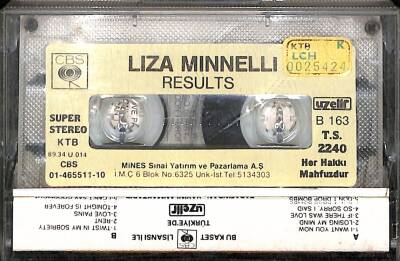 CBS
LIZA MINNELLI
RESULTS
KTB K
LCH
0025424
uzelli
B 163
T.S.
2240
Her Hakkı
Mahfuzdur
SUPER
STEREO
KTB
89.34 U 014
CBS
01-465511-10
MİNES Sınai Yatırım ve Pazarlama A.Ş
İ.M.Ç 6 Blok No.6325 Unk-İst Tel.5134303
BU KASET LİSANSI İLE
TÜRKİYE'DE
uzelli
A
1-I WANT YOU NOW
2-LOSING MY MIND
3-IF THERE WAS LOVE
4-SO SORRY I SAID
5-DON'T DROP BOMBS
B
1-TWIST MY SOBRIETY
2-RENT
3-LOVE PAINS
4-TONIGHT IS FOREVER